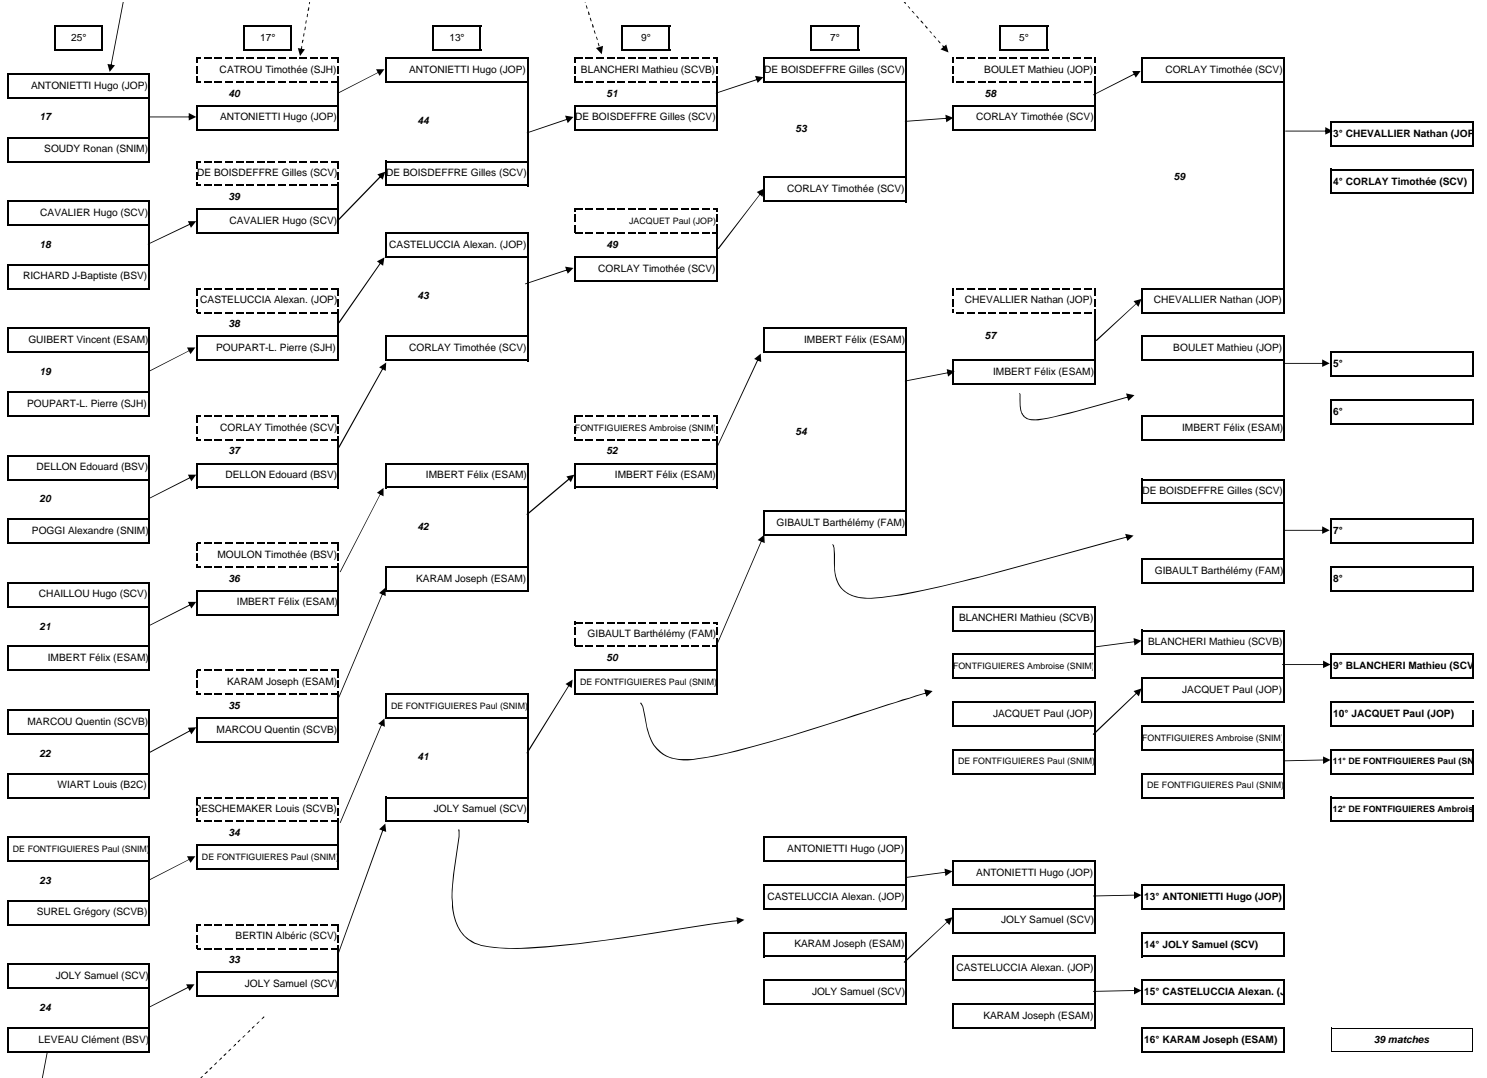 25°
17°
13°
9°
7°
5°
ANTONIETTI Hugo (JOP)
17
SOUDY Ronan (SNIM)
CAVALIER Hugo (SCV)
18
RICHARD J-Baptiste (BSV)
GUIBERT Vincent (ESAM)
19
POUPART-L. Pierre (SJH)
DELLON Edouard (BSV)
20
POGGI Alexandre (SNIM)
CHAILLOU Hugo (SCV)
21
IMBERT Félix (ESAM)
MARCOU Quentin (SCVB)
22
WIART Louis (B2C)
DE FONTFIGUIERES Paul (SNIM)
23
SUREL Grégory (SCVB)
JOLY Samuel (SCV)
24
LEVEAU Clément (BSV)
CATROU Timothée (SJH)
40
ANTONIETTI Hugo (JOP)
DE BOISDEFFRE Gilles (SCV)
39
CAVALIER Hugo (SCV)
CASTELUCCIA Alexan. (JOP)
38
POUPART-L. Pierre (SJH)
CORLAY Timothée (SCV)
37
DELLON Edouard (BSV)
MOULON Timothée (BSV)
36
IMBERT Félix (ESAM)
KARAM Joseph (ESAM)
35
MARCOU Quentin (SCVB)
DESCHEMAKER Louis (SCVB)
34
DE FONTFIGUIERES Paul (SNIM)
BERTIN Albéric (SCV)
33
JOLY Samuel (SCV)
ANTONIETTI Hugo (JOP)
44
DE BOISDEFFRE Gilles (SCV)
CASTELUCCIA Alexan. (JOP)
43
CORLAY Timothée (SCV)
IMBERT Félix (ESAM)
42
KARAM Joseph (ESAM)
DE FONTFIGUIERES Paul (SNIM)
41
JOLY Samuel (SCV)
BLANCHERI Mathieu (SCVB)
51
DE BOISDEFFRE Gilles (SCV)
JACQUET Paul (JOP)
49
CORLAY Timothée (SCV)
FONTFIGUIERES Ambroise (SNIM)
52
IMBERT Félix (ESAM)
GIBAULT Barthélémy (FAM)
50
DE FONTFIGUIERES Paul (SNIM)
DE BOISDEFFRE Gilles (SCV)
53
CORLAY Timothée (SCV)
IMBERT Félix (ESAM)
54
GIBAULT Barthélémy (FAM)
ANTONIETTI Hugo (JOP)
CASTELUCCIA Alexan. (JOP)
KARAM Joseph (ESAM)
JOLY Samuel (SCV)
BOULET Mathieu (JOP)
58
CORLAY Timothée (SCV)
CHEVALLIER Nathan (JOP)
57
IMBERT Félix (ESAM)
BLANCHERI Mathieu (SCVB)
FONTFIGUIERES Ambroise (SNIM)
JACQUET Paul (JOP)
DE FONTFIGUIERES Paul (SNIM)
ANTONIETTI Hugo (JOP)
JOLY Samuel (SCV)
CASTELUCCIA Alexan. (JOP)
KARAM Joseph (ESAM)
CORLAY Timothée (SCV)
59
CHEVALLIER Nathan (JOP)
BOULET Mathieu (JOP)
IMBERT Félix (ESAM)
DE BOISDEFFRE Gilles (SCV)
GIBAULT Barthélémy (FAM)
BLANCHERI Mathieu (SCVB)
JACQUET Paul (JOP)
FONTFIGUIERES Ambroise (SNIM)
DE FONTFIGUIERES Paul (SNIM)
13° ANTONIETTI Hugo (JOP)
14° JOLY Samuel (SCV)
15° CASTELUCCIA Alexan. (J
16° KARAM Joseph (ESAM)
3° CHEVALLIER Nathan (JOP
4° CORLAY Timothée (SCV)
5°
6°
7°
8°
9° BLANCHERI Mathieu (SCV
10° JACQUET Paul (JOP)
11° DE FONTFIGUIERES Paul (SN
12° DE FONTFIGUIERES Ambrois
39 matches